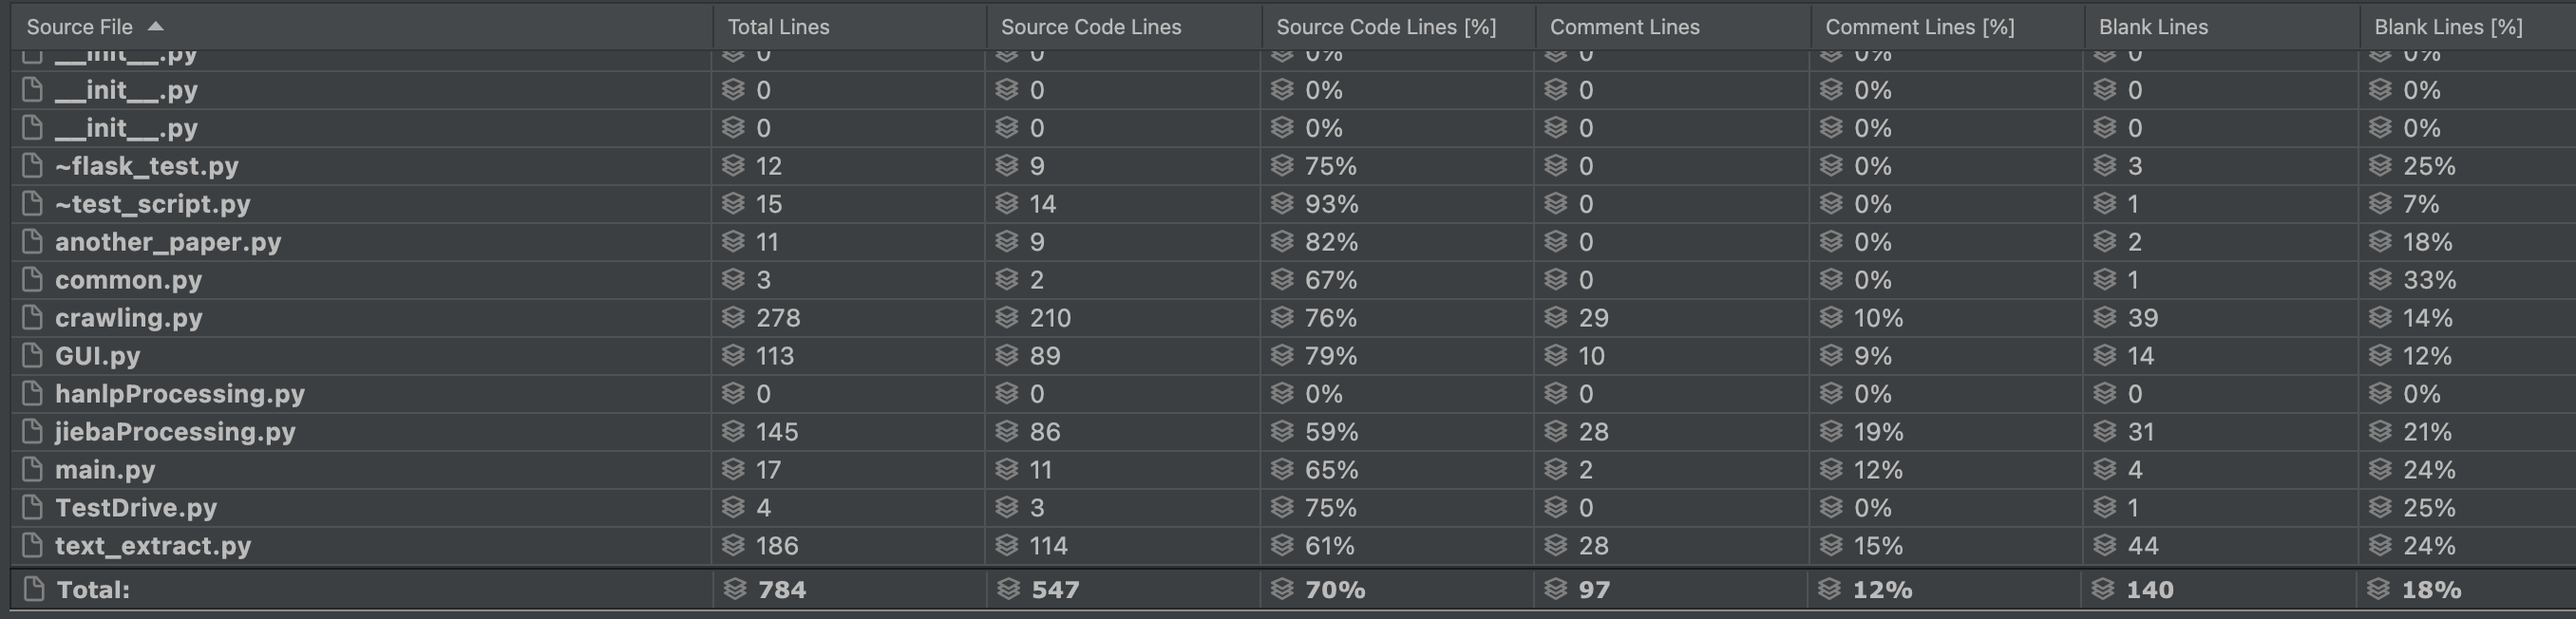 Source File Total Lines Source Code Lines Source Code Lines [%] Comment Lines Comment Lines [%] Blank Lines Blank Lines [%]
__init__.py 0 0 0% 0 0% 0 0%
__init__.py 0 0 0% 0 0% 0 0%
__init__.py 0 0 0% 0 0% 0 0%
~flask_test.py 12 9 75% 0 0% 3 25%
~test_script.py 15 14 93% 0 0% 1 7%
another_paper.py 11 9 82% 0 0% 2 18%
common.py 3 2 67% 0 0% 1 33%
crawling.py 278 210 76% 29 10% 39 14%
GUI.py 113 89 79% 10 9% 14 12%
hanlpProcessing.py 0 0 0% 0 0% 0 0%
jiebaProcessing.py 145 86 59% 28 19% 31 21%
main.py 17 11 65% 2 12% 4 24%
TestDrive.py 4 3 75% 0 0% 1 25%
text_extract.py 186 114 61% 28 15% 44 24%
Total: 784 547 70% 97 12% 140 18%